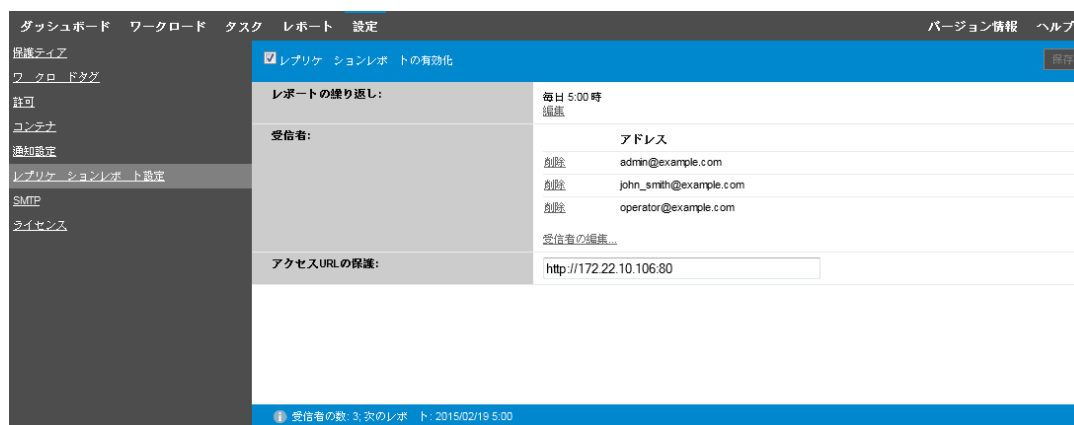 ダッシュボード ワークロード タスク レポート 設定 バージョン情報 ヘルプ
保護ティア
ワ クロ ドタグ
許可
コンテナ
通知設定
レプリケ ションレポ ト設定
SMTP
ライセンス
レプリケ ションレポ トの有効化
保存
レポートの繰り返し:
毎日 5:00 時
編集
受信者:
アドレス
削除 admin@example.com
削除 john_smith@example.com
削除 operator@example.com
受信者の編集...
アクセスURLの保護:
http://172.22.10.106:80
受信者の数: 3; 次のレポ ト: 2015/02/19 5:00